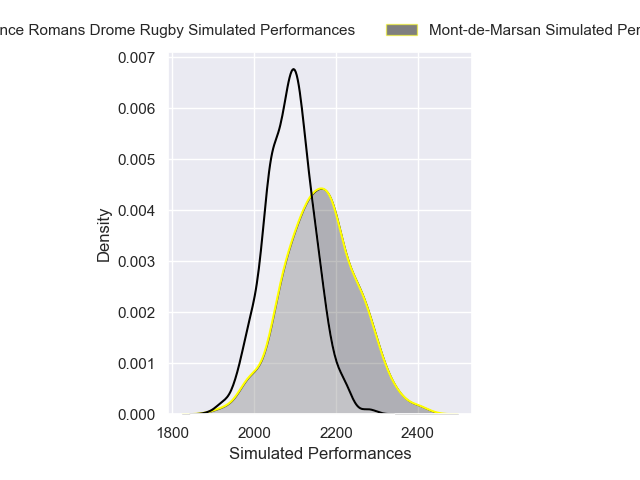 nce Romans Drome Rugby Simulated Performances
Mont-de-Marsan Simulated Per
0.007
0.006
0.005
0.004
0.003
0.002
0.001
0.000
Density
1800 2000 2200 2400
Simulated Performances